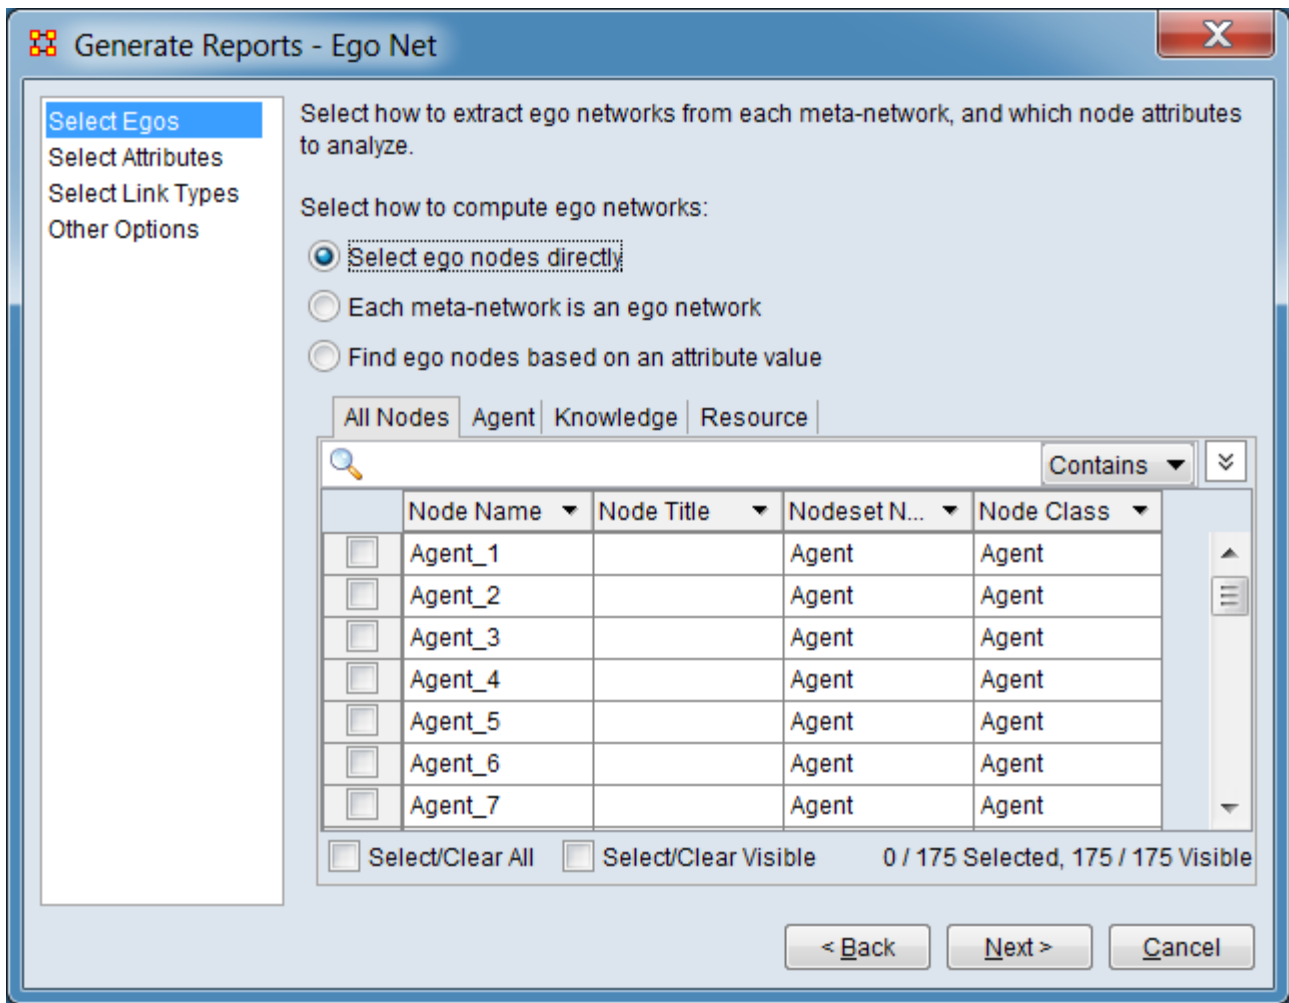 Generate Reports - Ego Net
Select Egos
Select Attributes
Select Link Types
Other Options
Select how to extract ego networks from each meta-network, and which node attributes
to analyze.
Select how to compute ego networks:
Select ego nodes directly
Each meta-network is an ego network
Find ego nodes based on an attribute value
All Nodes Agent Knowledge Resource
Contains
Node Name Node Title Nodeset N... Node Class
Agent_1 Agent Agent
Agent_2 Agent Agent
Agent_3 Agent Agent
Agent_4 Agent Agent
Agent_5 Agent Agent
Agent_6 Agent Agent
Agent_7 Agent Agent
Select/Clear All Select/Clear Visible 0 / 175 Selected, 175 / 175 Visible
< Back Next > Cancel